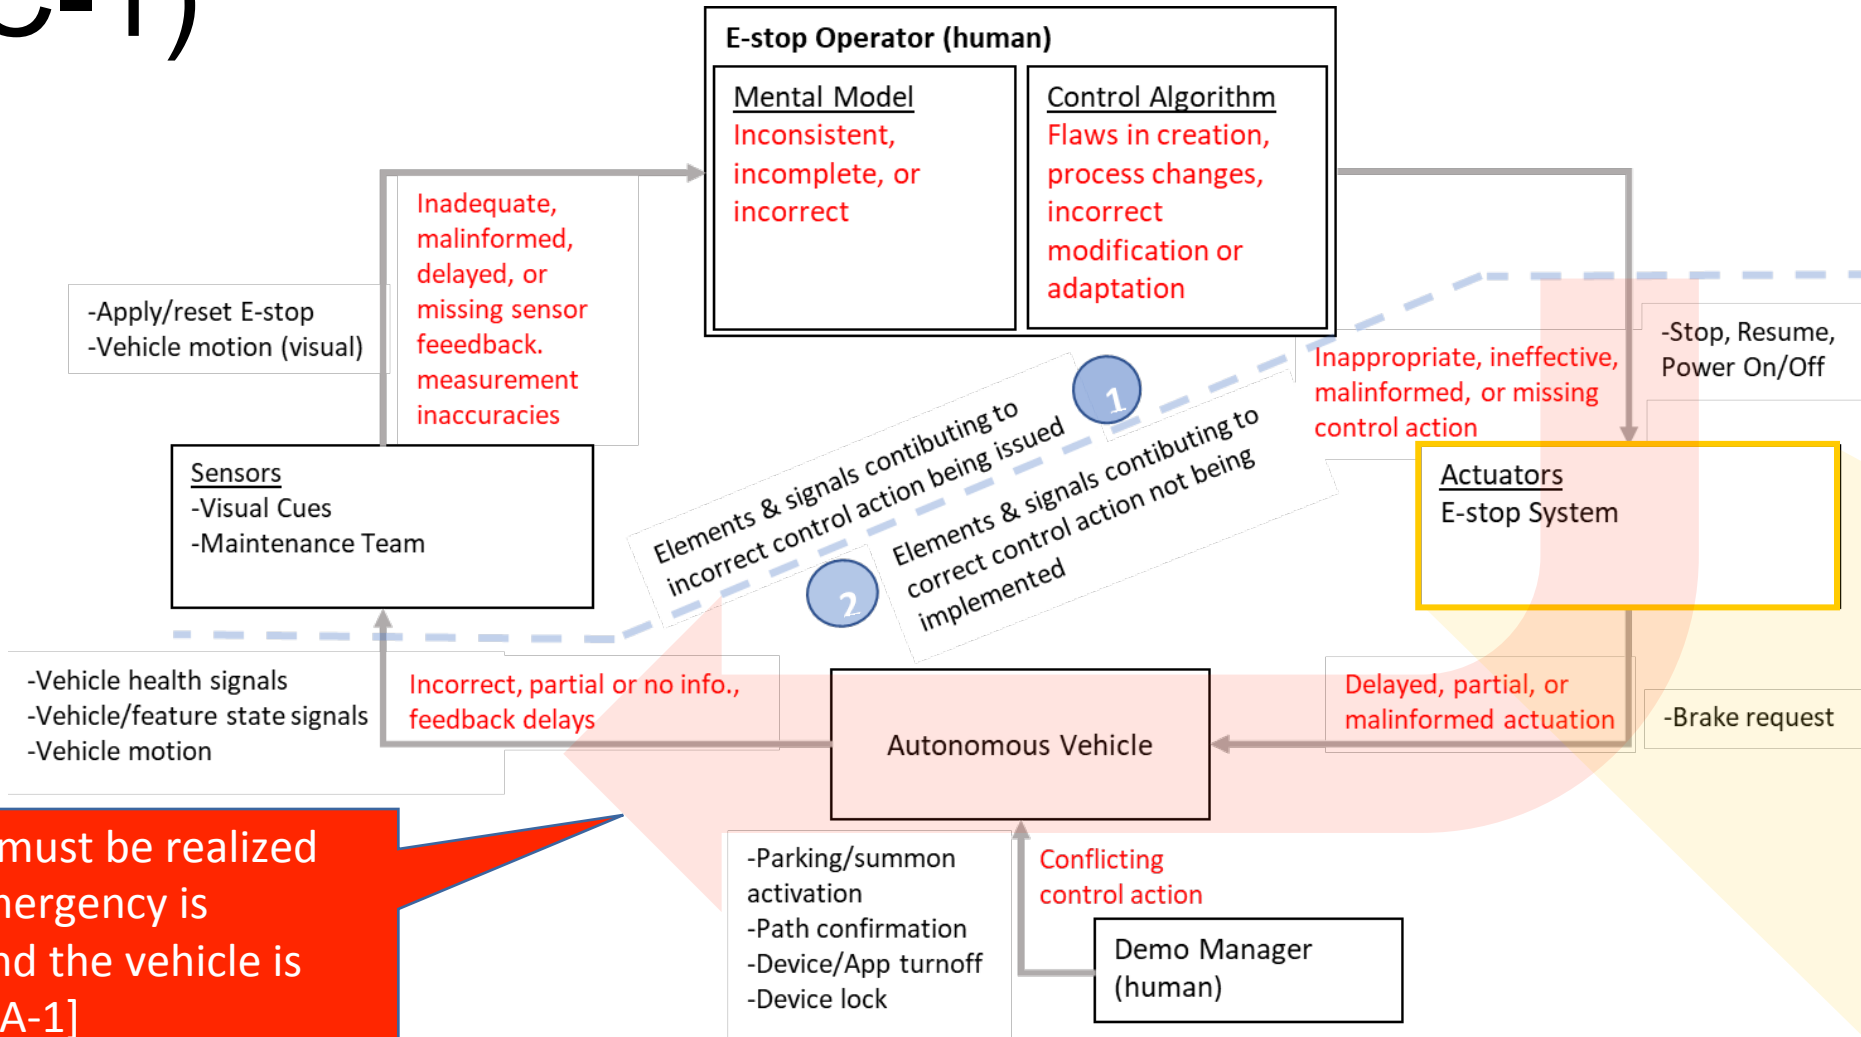 C-1)
E-stop Operator (human)
Mental Model
Inconsistent,
incomplete, or
incorrect
Control Algorithm
Flaws in creation,
process changes,
incorrect
modification or
adaptation
Inadequate,
malinformed,
delayed, or
missing sensor
feeedback.
measurement
inaccuracies
-Apply/reset E-stop
-Vehicle motion (visual)
Inappropriate, ineffective,
malinformed, or missing
control action
-Stop, Resume,
Power On/Off
1
Elements & signals contibuting to
incorrect control action being issued
2
Elements & signals contibuting to
correct control action not being
implemented
Sensors
-Visual Cues
-Maintenance Team
Actuators
E-stop System
-Vehicle health signals
-Vehicle/feature state signals
-Vehicle motion
Incorrect, partial or no info.,
feedback delays
Autonomous Vehicle
Delayed, partial, or
malinformed actuation
-Brake request
must be realized
mergency is
nd the vehicle is
A-1]
-Parking/summon
activation
-Path confirmation
-Device/App turnoff
-Device lock
Conflicting
control action
Demo Manager
(human)